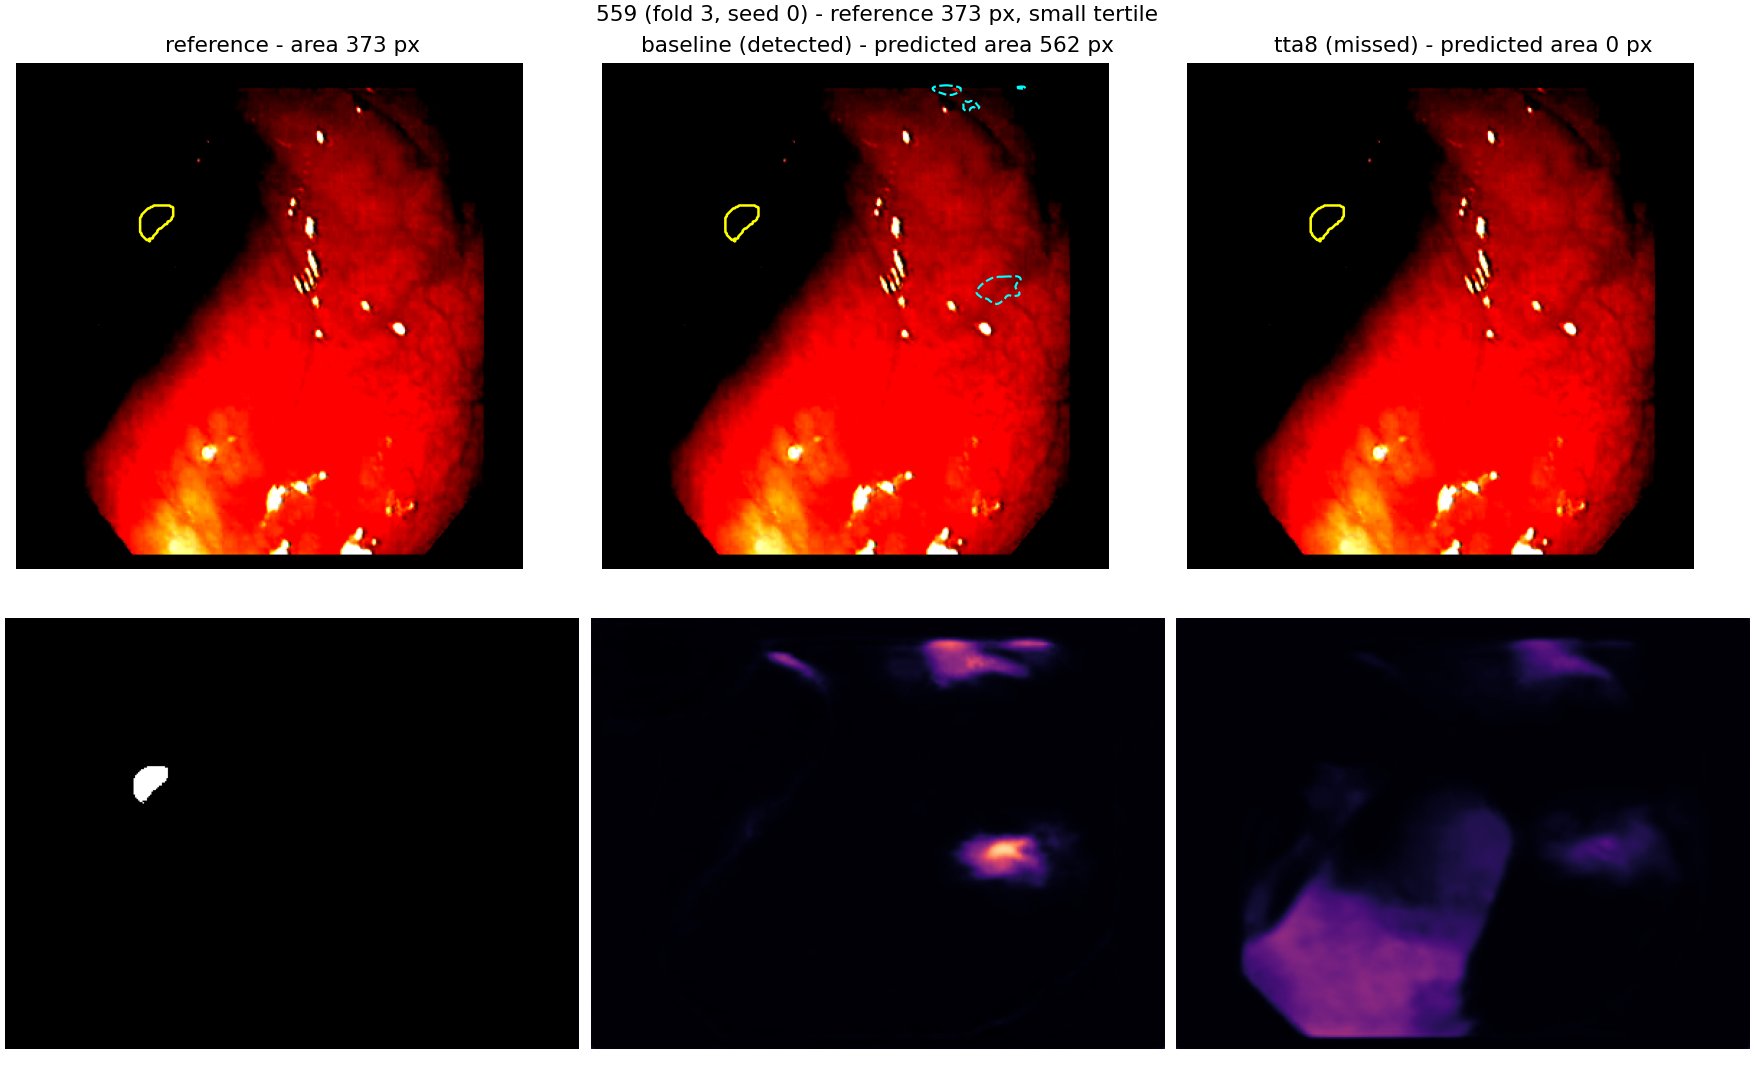 559 (fold 3, seed 0) - reference 373 px, small tertile
reference - area 373 px
baseline (detected) - predicted area 562 px
tta8 (missed) - predicted area 0 px